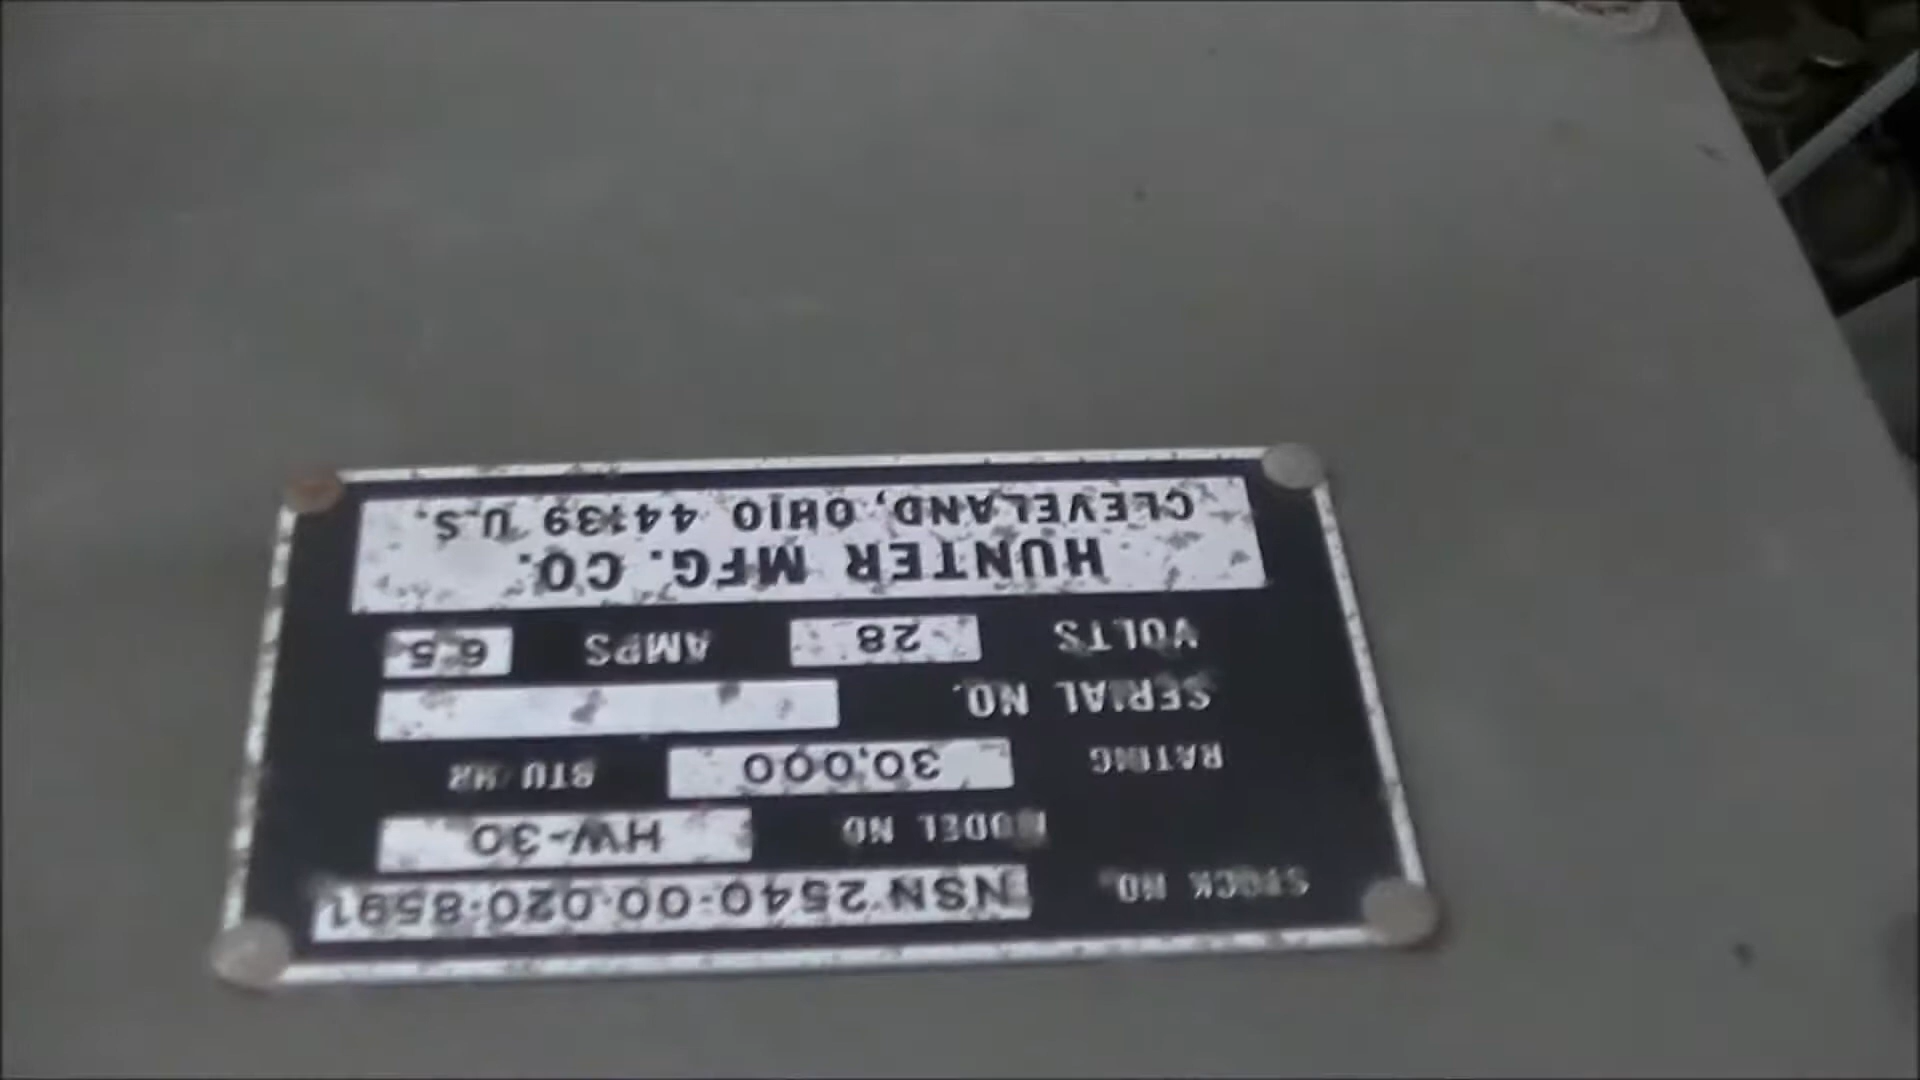 STOCK NO. NSN 2540-00-020-8591
MODEL NO HW-30
RATING 30,000 BTU/HR
SERIAL NO.
VOLTS 28 AMPS 6.5
HUNTER MFG. CO.
CLEVELAND, OHIO 44139 U.S.